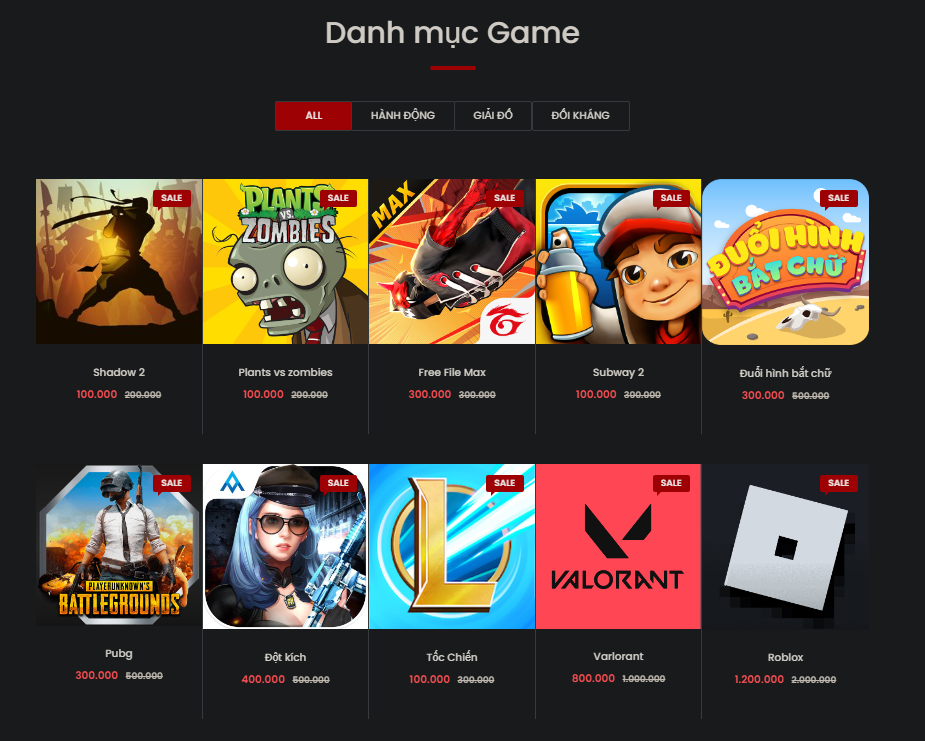 Danh mục Game
ALL
HÀNH ĐỘNG
GIẢI ĐỐ
ĐỐI KHÁNG
SALE
PLANTS
VS.
ZOMBIES
SALE
MAX
SALE
SALE
ĐUỔI HÌNH
BẮT CHỮ
SALE
Shadow 2
100.000 200.000
Plants vs zombies
100.000 200.000
Free File Max
300.000 300.000
Subway 2
100.000 300.000
Đuổi hình bắt chữ
300.000 500.000
SALE
PLAYERUNKNOWN'S
BATTLEGROUNDS
SALE
SALE
SALE
VALORANT
SALE
Pubg
300.000 500.000
Đột kích
400.000 500.000
Tốc Chiến
100.000 300.000
Varlorant
800.000 1.000.000
Roblox
1.200.000 2.000.000